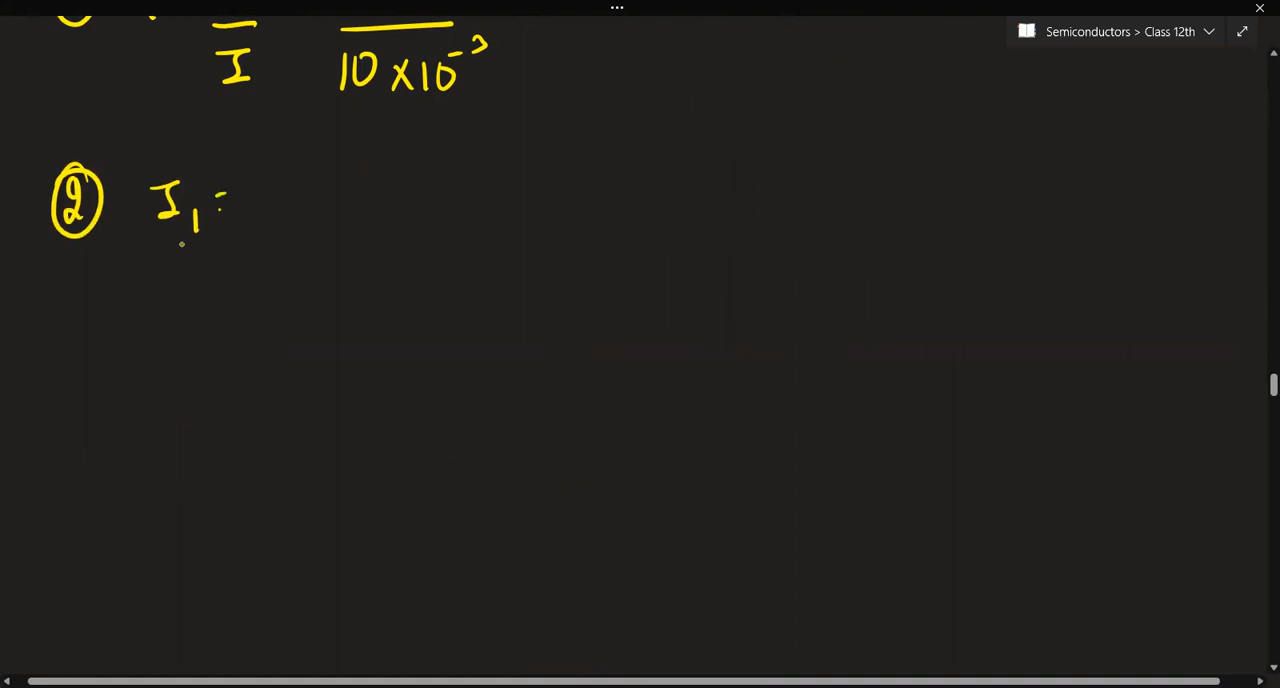 Semiconductors > Class 12th
I 10 × 10⁻³
② I₁ =